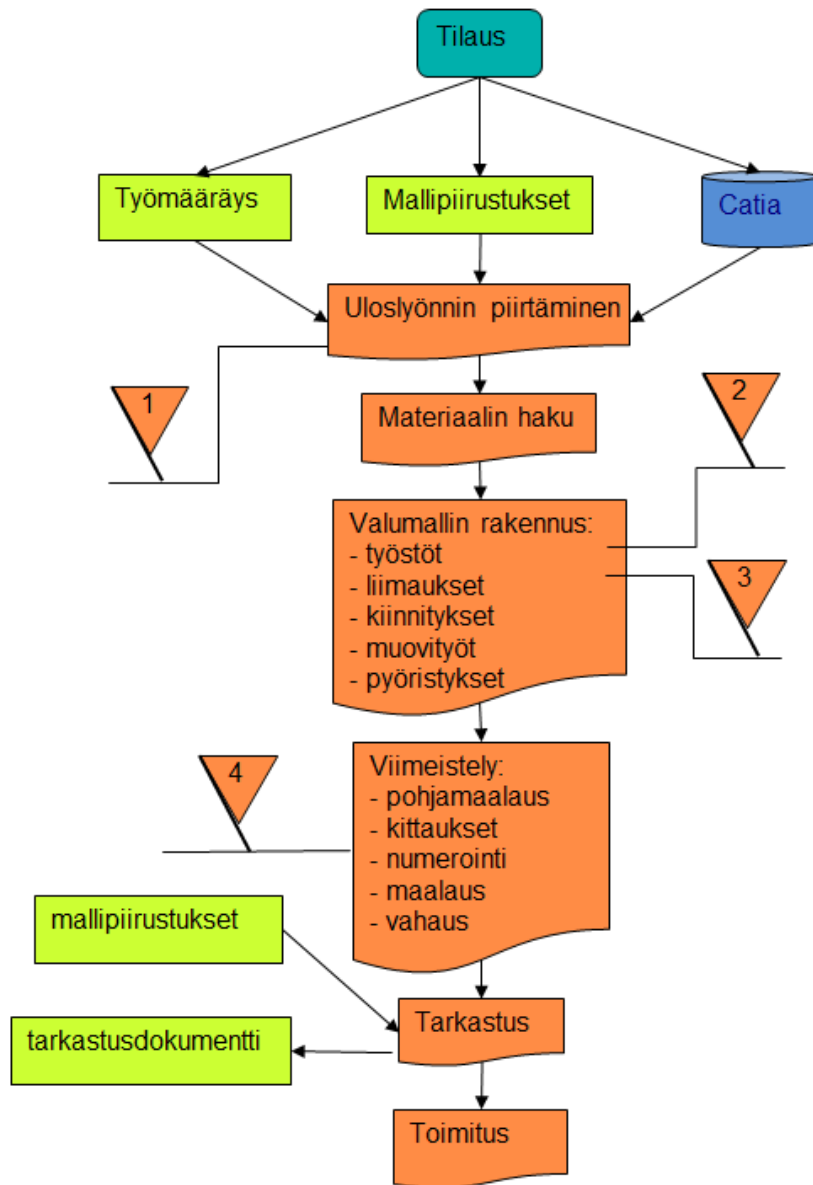 Tilaus
Työmääräys
Mallipiirustukset
Catia
Uloslyönnin piirtäminen
1
Materiaalin haku
2
Valumallin rakennus:
- työstöt
- liimaukset
- kiinnitykset
- muovityöt
- pyöristykset
3
4
Viimeistely:
- pohjamaalaus
- kittaukset
- numerointi
- maalaus
- vahaus
mallipiirustukset
Tarkastus
tarkastusdokumentti
Toimitus